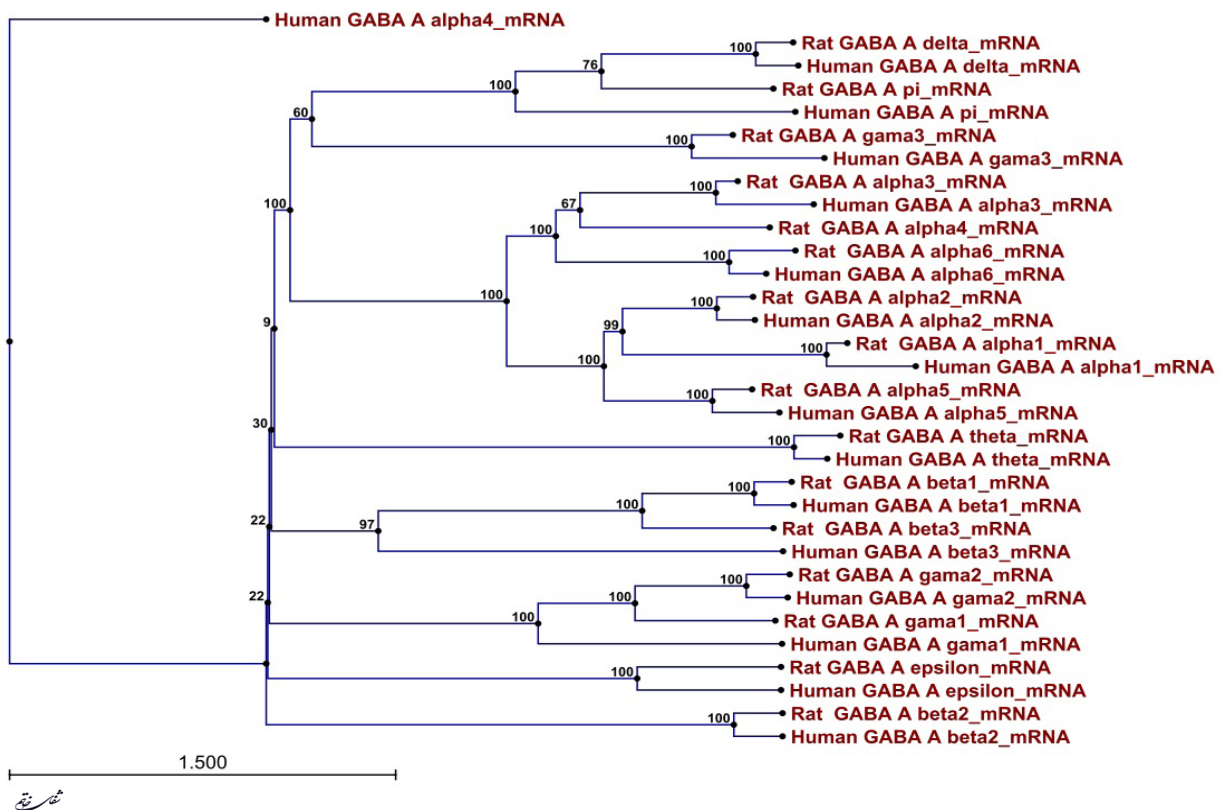 Human GABA A alpha4_mRNA
100
Rat GABA A delta_mRNA
Human GABA A delta_mRNA
76
Rat GABA A pi_mRNA
100
Human GABA A pi_mRNA
60
Rat GABA A gama3_mRNA
100
Human GABA A gama3_mRNA
100
Rat GABA A alpha3_mRNA
100
Human GABA A alpha3_mRNA
67
Rat GABA A alpha4_mRNA
100
Rat GABA A alpha6_mRNA
100
Human GABA A alpha6_mRNA
100
Rat GABA A alpha2_mRNA
100
Human GABA A alpha2_mRNA
9
99
Rat GABA A alpha1_mRNA
100
Human GABA A alpha1_mRNA
100
Rat GABA A alpha5_mRNA
100
Human GABA A alpha5_mRNA
30
Rat GABA A theta_mRNA
100
Human GABA A theta_mRNA
Rat GABA A beta1_mRNA
100
Human GABA A beta1_mRNA
100
22
97
Rat GABA A beta3_mRNA
Human GABA A beta3_mRNA
Rat GABA A gama2_mRNA
100
Human GABA A gama2_mRNA
22
100
Rat GABA A gama1_mRNA
100
Human GABA A gama1_mRNA
Rat GABA A epsilon_mRNA
100
Human GABA A epsilon_mRNA
Rat GABA A beta2_mRNA
100
Human GABA A beta2_mRNA
1.500